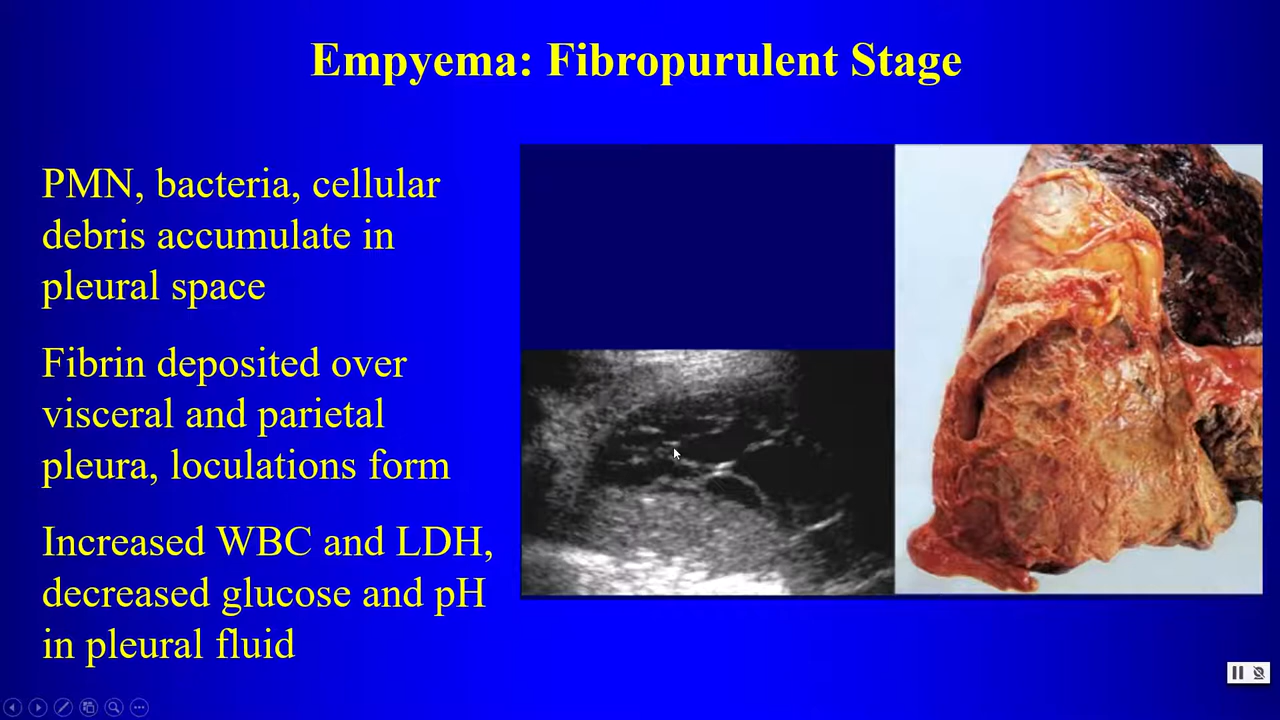 Empyema: Fibropurulent Stage
PMN, bacteria, cellular
debris accumulate in
pleural space
Fibrin deposited over
visceral and parietal
pleura, loculations form
Increased WBC and LDH,
decreased glucose and pH
in pleural fluid